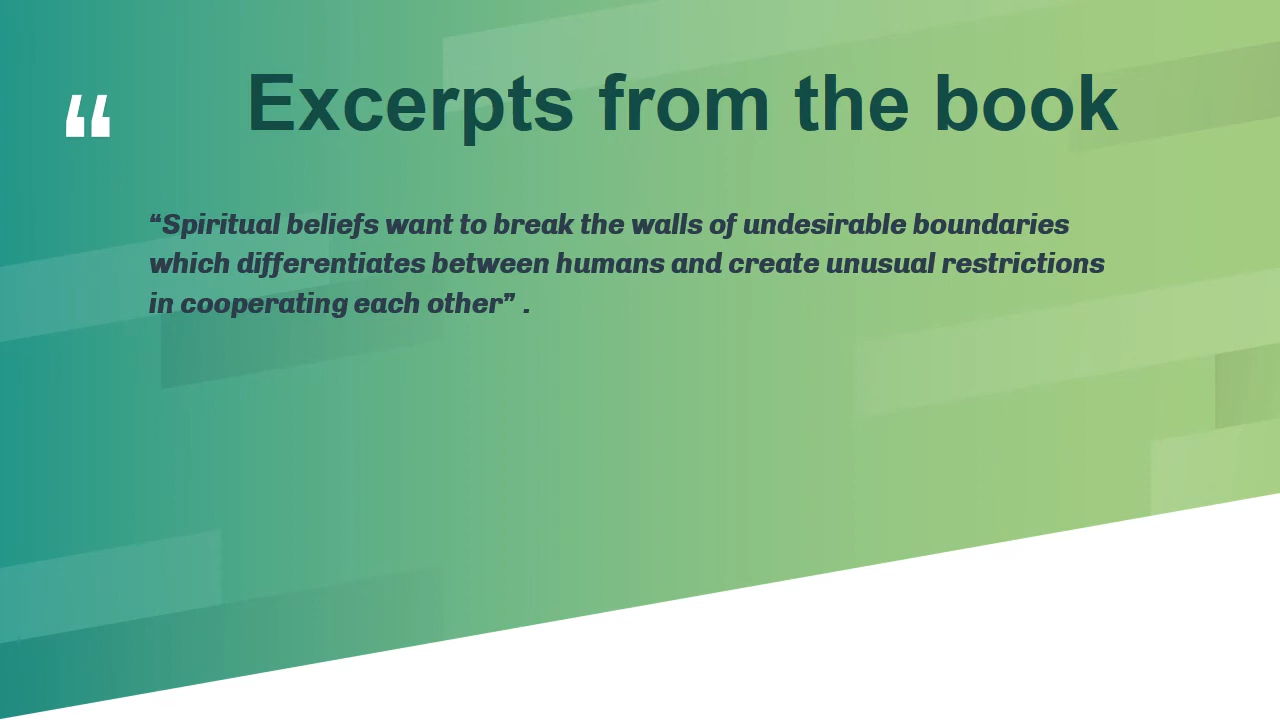 “
Excerpts from the book
“Spiritual beliefs want to break the walls of undesirable boundaries
which differentiates between humans and create unusual restrictions
in cooperating each other” .